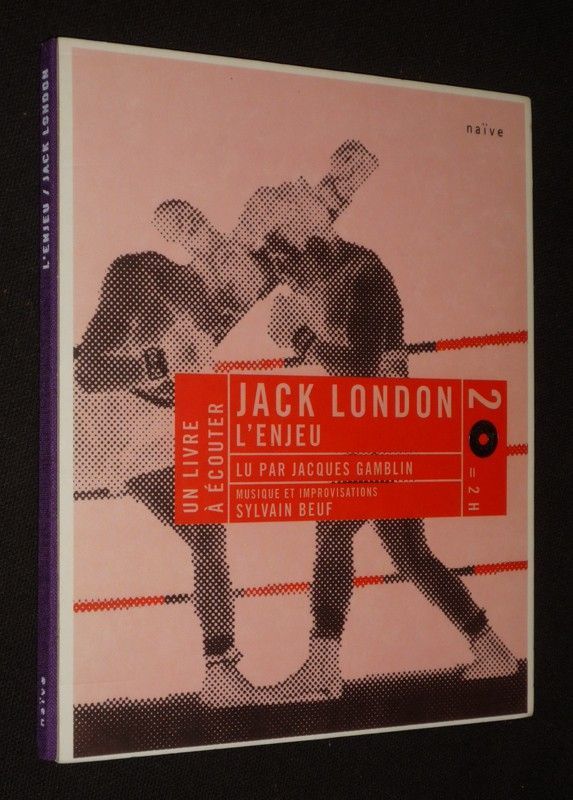 L'ENJEU / JACK LONDON
naïve
naïve
UN LIVRE
À ÉCOUTER
JACK LONDON
L'ENJEU
LU PAR JACQUES GAMBLIN
MUSIQUE ET IMPROVISATIONS
SYLVAIN BEUF
2 = 2 H